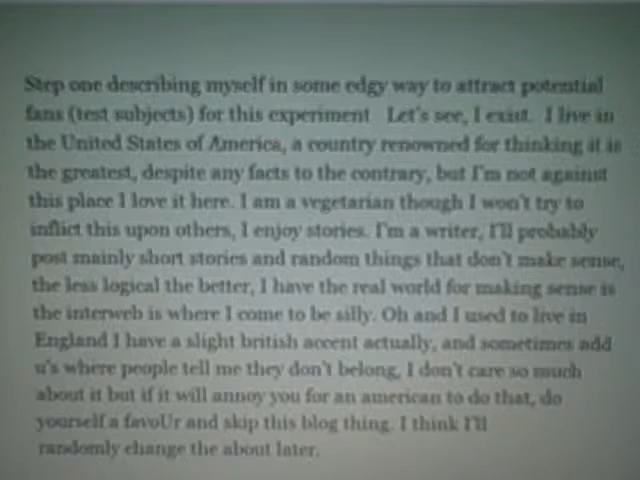 Step one describing myself in some edgy way to attract potential
fans (test subjects) for this experiment   Let's see, I exist.  I live in
the United States of America, a country renowned for thinking it is
the greatest, despite any facts to the contrary, but I'm not against
this place I love it here. I am a vegetarian though I won't try to
inflict this upon others, I enjoy stories. I'm a writer, I'll probably
post mainly short stories and random things that don't make sense,
the less logical the better, I have the real world for making sense is
the interweb is where I come to be silly. Oh and I used to live in
England I have a slight british accent actually, and sometimes add
u's where people tell me they don't belong, I don't care so much
about it but if it will annoy you for an american to do that, do
yourself a favoUr and skip this blog thing. I think I'll
randomly change the about later.